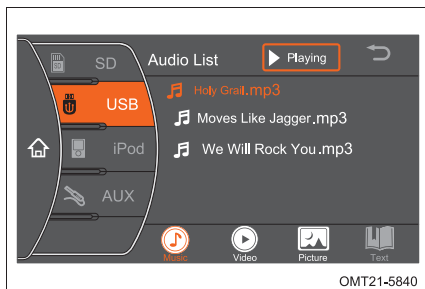 SD
Audio List
Playing
USB
Holy Grail.mp3
Moves Like Jagger.mp3
iPod
We Will Rock You.mp3
AUX
Music
Video
Picture
Text
OMT21-5840